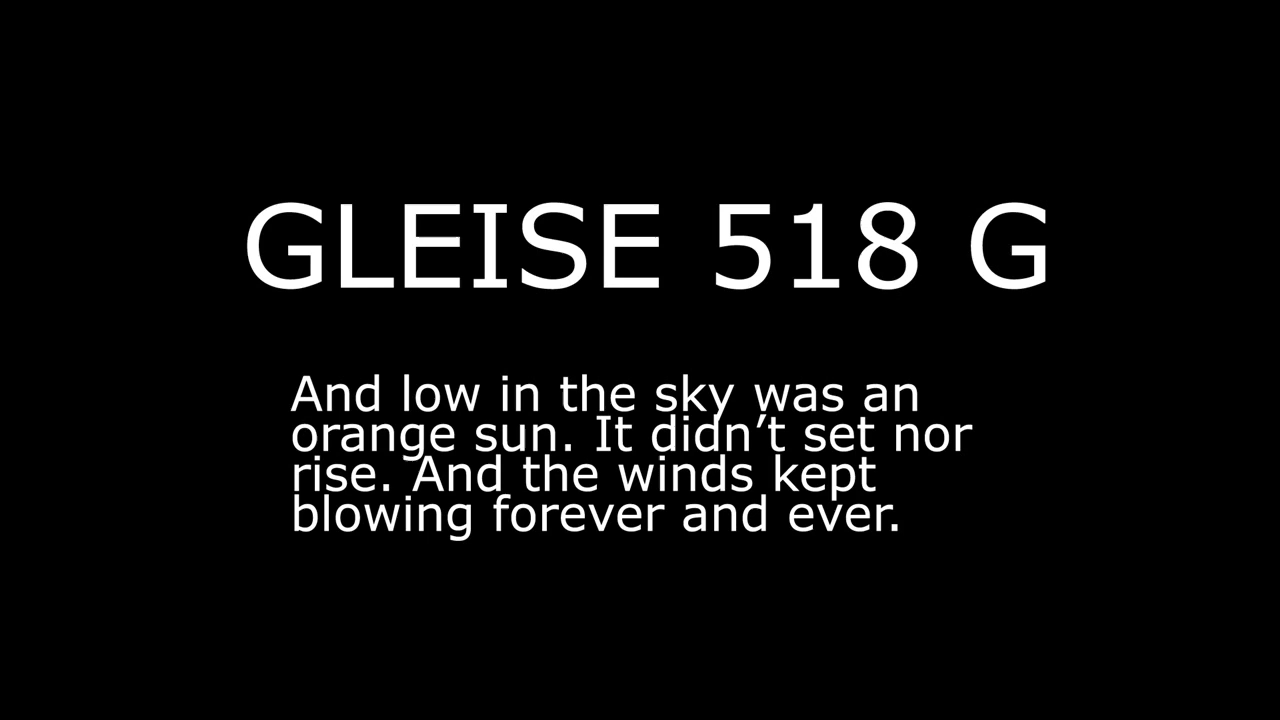 GLEISE 518 G
And low in the sky was an
orange sun. It didn’t set nor
rise. And the winds kept
blowing forever and ever.